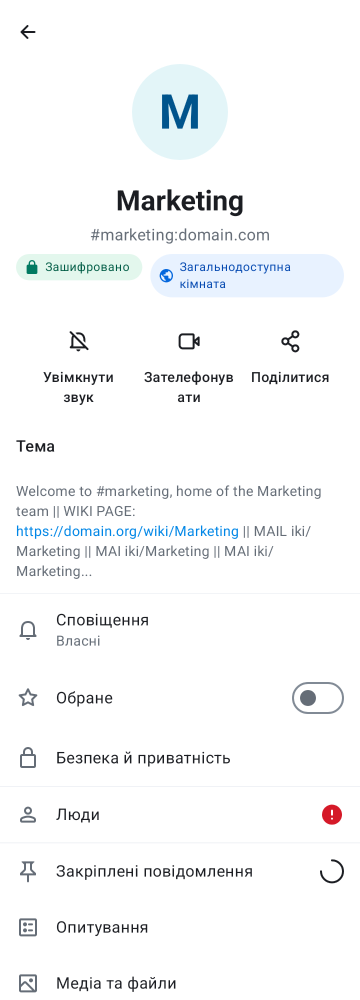 M
Marketing
#marketing:domain.com
Зашифровано
Загальнодоступна
кімната
Увімкнути
звук
Зателефонув
ати
Поділитися
Тема
Welcome to #marketing, home of the Marketing
team || WIKI PAGE:
https://domain.org/wiki/Marketing || MAIL iki/
Marketing || MAI iki/Marketing || MAI iki/
Marketing...
Сповіщення
Власні
Обране
Безпека й приватність
Люди
Закріплені повідомлення
Опитування
Медіа та файли